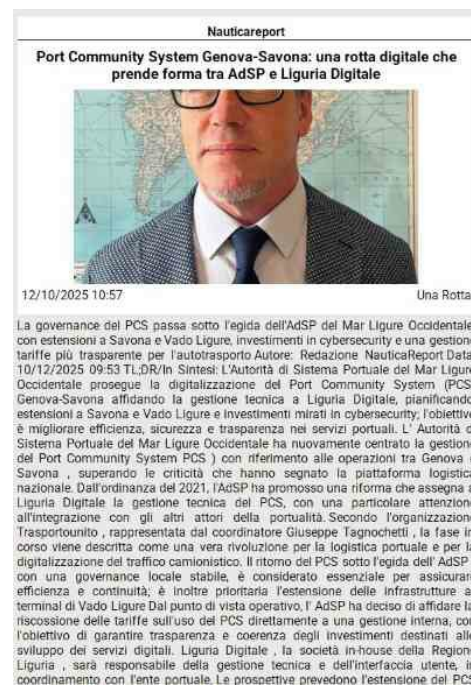 Nauticareport
Port Community System Genova-Savona: una rotta digitale che
prende forma tra AdSP e Liguria Digitale
12/10/2025 10:57
Una Rotta
La governance del PCS passa sotto l'egida dell'AdSP del Mar Ligure Occidentale,
con estensioni a Savona e Vado Ligure, investimenti in cybersecurity e una gestione
tariffe più trasparente per l'autotrasporto Autore: Redazione NauticaReport Data:
10/12/2025 09:53 TL;DR/In Sintesi: L'Autorità di Sistema Portuale del Mar Ligure
Occidentale prosegue la digitalizzazione del Port Community System (PCS)
Genova-Savona affidando la gestione tecnica a Liguria Digitale, pianificando
estensioni a Savona e Vado Ligure e investimenti mirati in cybersecurity; l'obiettivo
è migliorare efficienza, sicurezza e trasparenza nei servizi portuali. L' Autorità di
Sistema Portuale del Mar Ligure Occidentale ha nuovamente centrato la gestione
del Port Community System PCS ) con riferimento alle operazioni tra Genova e
Savona , superando le criticità che hanno segnato la piattaforma logistica
nazionale. Dall'ordinanza del 2021, l'AdSP ha promosso una riforma che assegna a
Liguria Digitale la gestione tecnica del PCS, con una particolare attenzione
all'integrazione con gli altri attori della portualità. Secondo l'organizzazione
Trasportounito , rappresentata dal coordinatore Giuseppe Tagnochetti , la fase in
corso viene descritta come una vera rivoluzione per la logistica portuale e per la
digitalizzazione del traffico camionistico. Il ritorno del PCS sotto l'egida dell' AdSP ,
con una governance locale stabile, è considerato essenziale per assicurare
efficienza e continuità; è inoltre prioritaria l'estensione delle infrastrutture ai
terminal di Vado Ligure Dal punto di vista operativo, l' AdSP ha deciso di affidare la
riscossione delle tariffe sull'uso del PCS direttamente a una gestione interna, con
l'obiettivo di garantire trasparenza e coerenza degli investimenti destinati allo
sviluppo dei servizi digitali. Liguria Digitale , la società in-house della Regione
Liguria , sarà responsabile della gestione tecnica e dell'interfaccia utente, in
coordinamento con l'ente portuale. Le prospettive prevedono l'estensione del PCS